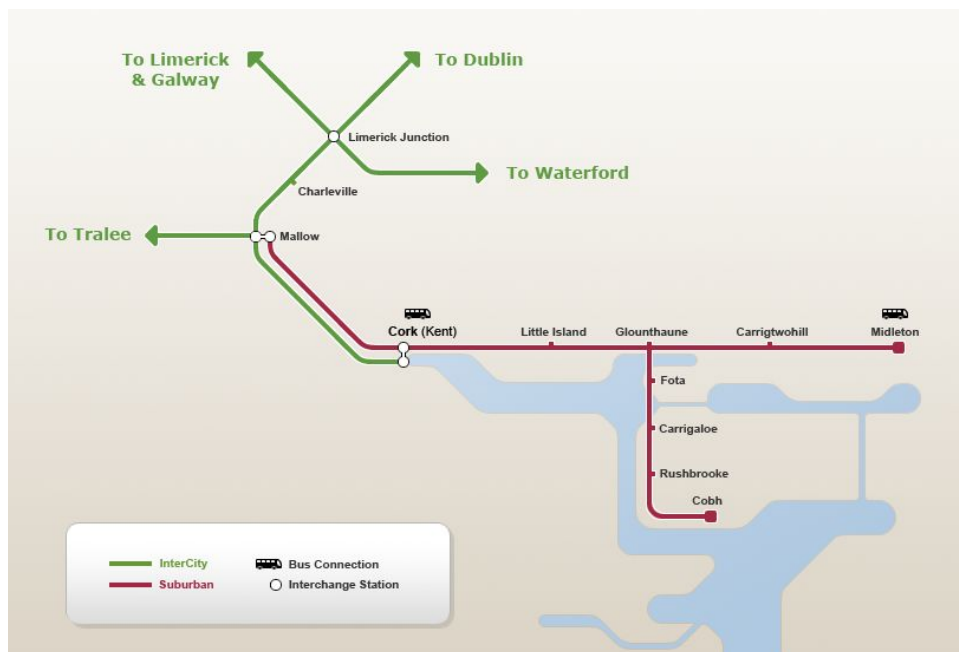 To Limerick
& Galway
To Dublin
Limerick Junction
To Waterford
Charleville
To Tralee
Mallow
Cork (Kent)
Little Island
Glounthaune
Carrigtwohill
Midleton
Fota
Carrigaloe
Rushbrooke
Cobh
InterCity
Bus Connection
Suburban
Interchange Station